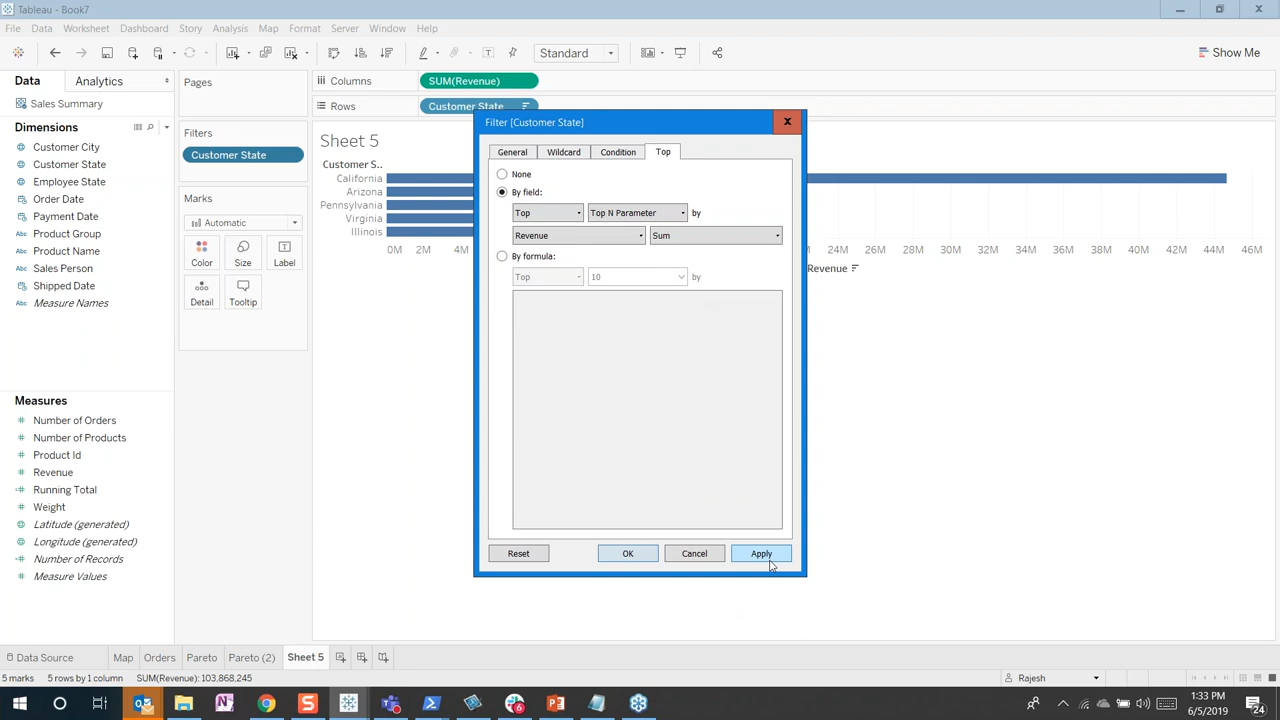 Tableau - Book7
File Data Worksheet Dashboard Story Analysis Map Format Server Window Help
Standard
Show Me
Data Analytics
Sales Summary
Dimensions
Customer City
Customer State
Employee State
Order Date
Payment Date
Abc Product Group
Abc Product Name
Abc Sales Person
Shipped Date
Abc Measure Names
Measures
Number of Orders
Number of Products
Product Id
Revenue
Running Total
Weight
Latitude (generated)
Longitude (generated)
Number of Records
Measure Values
Pages
Filters
Customer State
Marks
Automatic
Color Size Label
Detail Tooltip
Columns SUM(Revenue)
Rows Customer State
Sheet 5
Customer S..
California
Arizona
Pennsylvania
Virginia
Illinois
0M 2M 4M 24M 26M 28M 30M 32M 34M 36M 38M 40M 42M 44M 46M
Revenue
Filter [Customer State]
General Wildcard Condition Top
None
By field:
Top Top N Parameter by
Revenue Sum
By formula:
Top 10 by
Reset OK Cancel Apply
Data Source Map Orders Pareto Pareto (2) Sheet 5
5 marks 5 rows by 1 column SUM(Revenue): 103,868,245 Rajesh
1:33 PM
6/5/2019
24